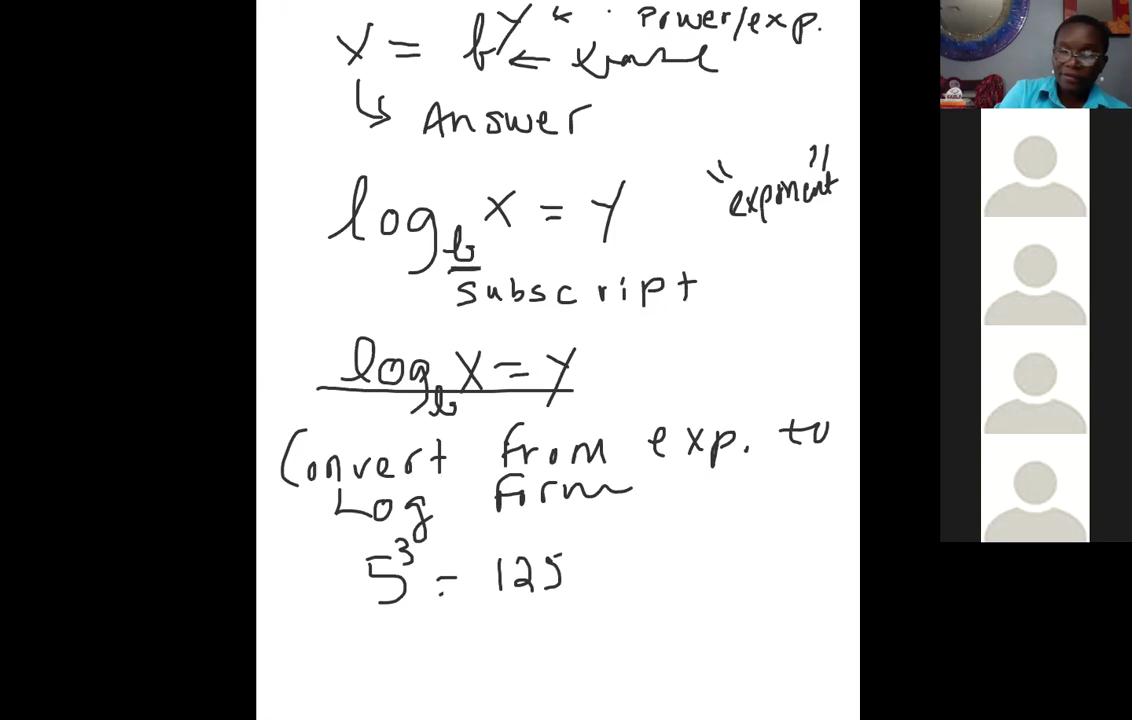 x = b^y ← Power/exp.
← base
↳ Answer
log_b x = y "exponent"
subscript
log_b x = y
Convert from exp. to
Log form
5^3 = 125